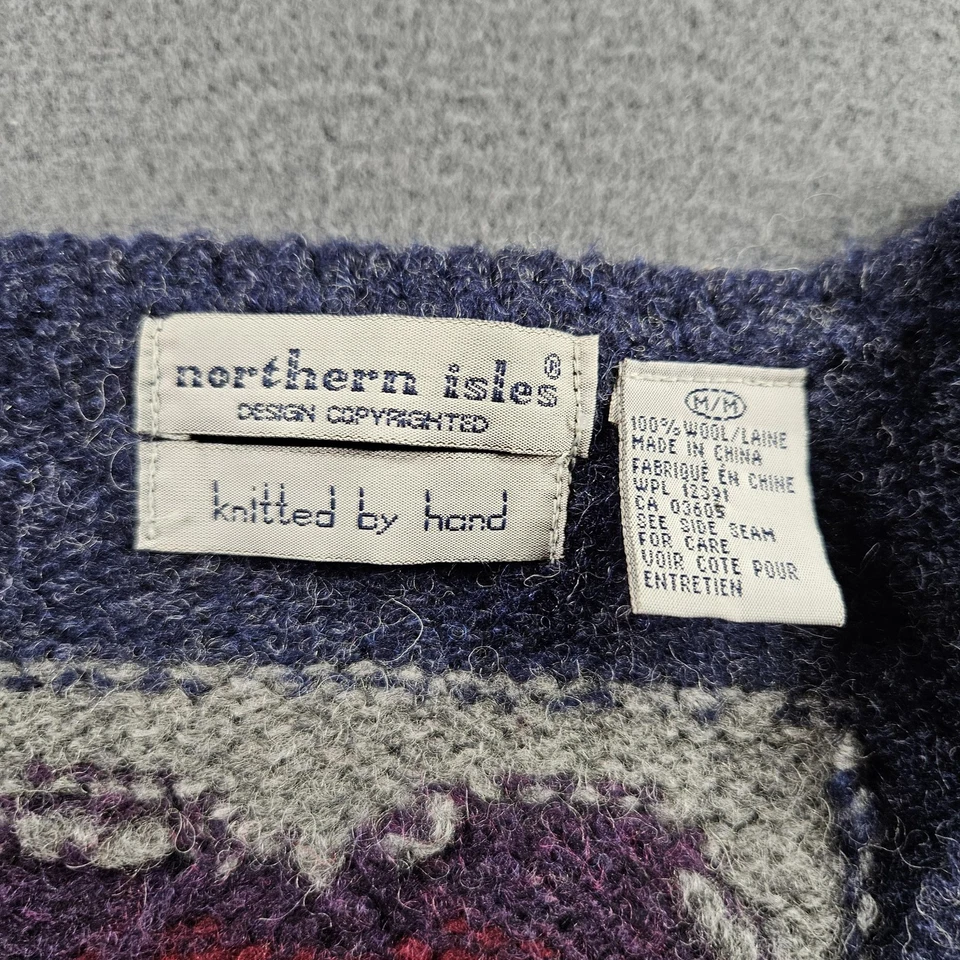 northern isles®
DESIGN COPYRIGHTED
knitted by hand
M/M
100% WOOL/LAINE
MADE IN CHINA
FABRIQUÉ EN CHINE
WPL 12391
CA 03605
SEE SIDE SEAM
FOR CARE
VOIR COTE POUR
ENTRETIEN